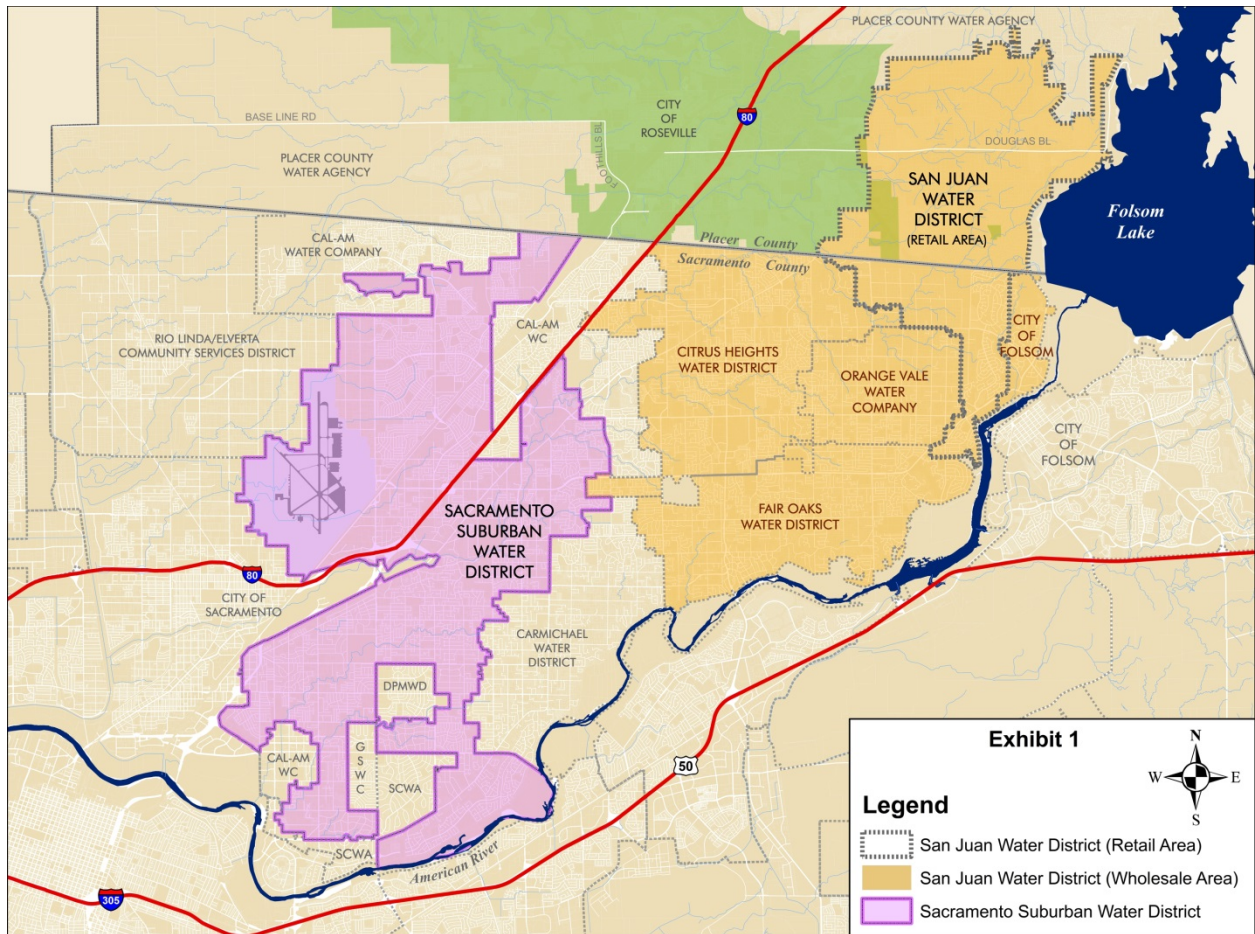 PLACER COUNTY WATER AGENCY
CITY
OF
ROSEVILLE
80
BASE LINE RD
FOOTHILLS BL
DOUGLAS BL
PLACER COUNTY
WATER AGENCY
SAN JUAN
WATER
DISTRICT
(RETAIL AREA)
Folsom
Lake
Placer County
Sacramento County
CAL-AM
WATER COMPANY
CAL-AM
WC
RIO LINDA/ELVERTA
COMMUNITY SERVICES DISTRICT
CITRUS HEIGHTS
WATER DISTRICT
ORANGE VALE
WATER
COMPANY
CITY
OF
FOLSOM
CITY
OF
FOLSOM
SACRAMENTO
SUBURBAN
WATER
DISTRICT
FAIR OAKS
WATER DISTRICT
80
CITY OF
SACRAMENTO
CARMICHAEL
WATER
DISTRICT
DPMWD
CAL-AM
WC
G
S
W
C
SCWA
SCWA
American River
50
305
Exhibit 1
N
W
E
S
Legend
San Juan Water District (Retail Area)
San Juan Water District (Wholesale Area)
Sacramento Suburban Water District